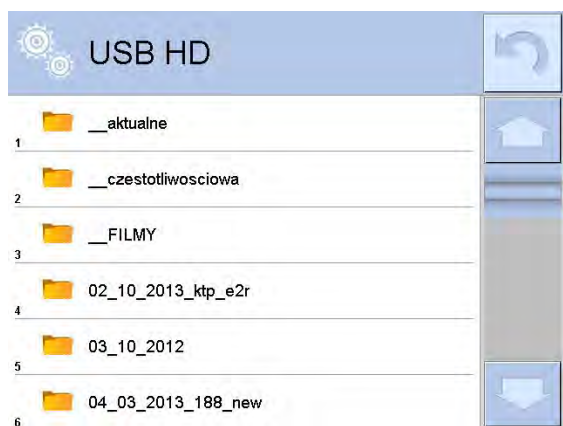 USB HD
__aktualne
1
__czestotliwosciowa
2
__FILMY
3
02_10_2013_ktp_e2r
4
03_10_2012
5
04_03_2013_188_new
6